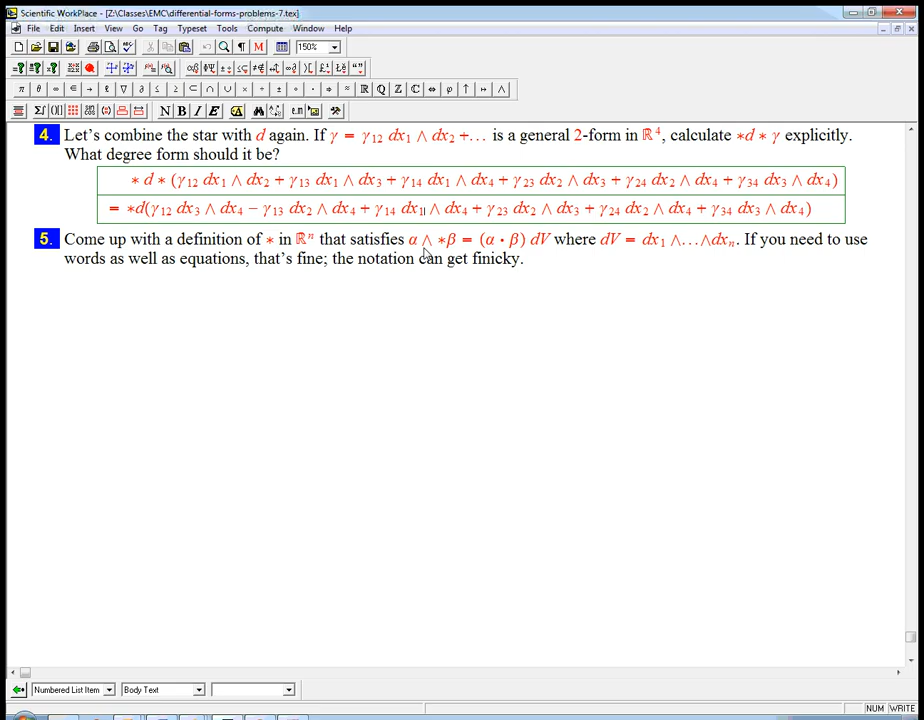 Scientific WorkPlace - [Z:\Classes\EMC\differential-forms-problems-7.tex]
File Edit Insert View Go Tag Typeset Tools Compute Window Help
150%
N B I E
4. Let's combine the star with d again. If γ = γ₁₂ dx₁ ∧ dx₂ +… is a general 2-form in ℝ⁴, calculate *d * γ explicitly.
What degree form should it be?
* d * (γ₁₂ dx₁ ∧ dx₂ + γ₁₃ dx₁ ∧ dx₃ + γ₁₄ dx₁ ∧ dx₄ + γ₂₃ dx₂ ∧ dx₃ + γ₂₄ dx₂ ∧ dx₄ + γ₃₄ dx₃ ∧ dx₄)
= *d(γ₁₂ dx₃ ∧ dx₄ − γ₁₃ dx₂ ∧ dx₄ + γ₁₄ dx₁ ∧ dx₄ + γ₂₃ dx₂ ∧ dx₃ + γ₂₄ dx₂ ∧ dx₄ + γ₃₄ dx₃ ∧ dx₄)
5. Come up with a definition of * in ℝⁿ that satisfies α ∧ *β = (α · β) dV where dV = dx₁ ∧…∧dxₙ. If you need to use
words as well as equations, that's fine; the notation can get finicky.
Numbered List Item Body Text
NUM WRITE